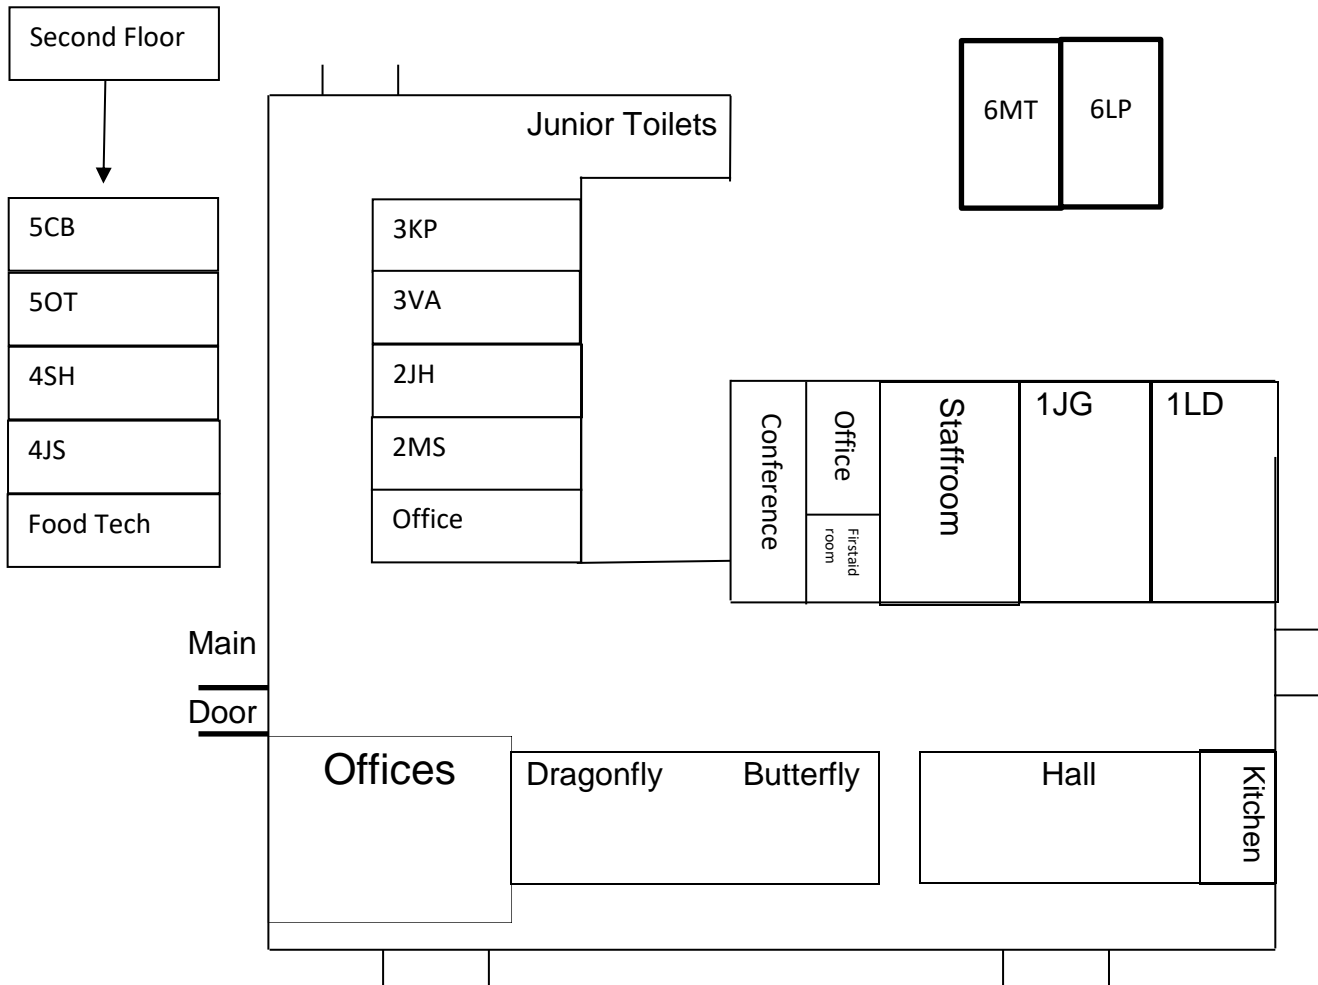 Second Floor
Junior Toilets
6MT
6LP
5CB
5OT
4SH
4JS
Food Tech
3KP
3VA
2JH
2MS
Office
Conference
Office
Firstaid
room
Staffroom
1JG
1LD
Main
Door
Offices
Dragonfly
Butterfly
Hall
Kitchen